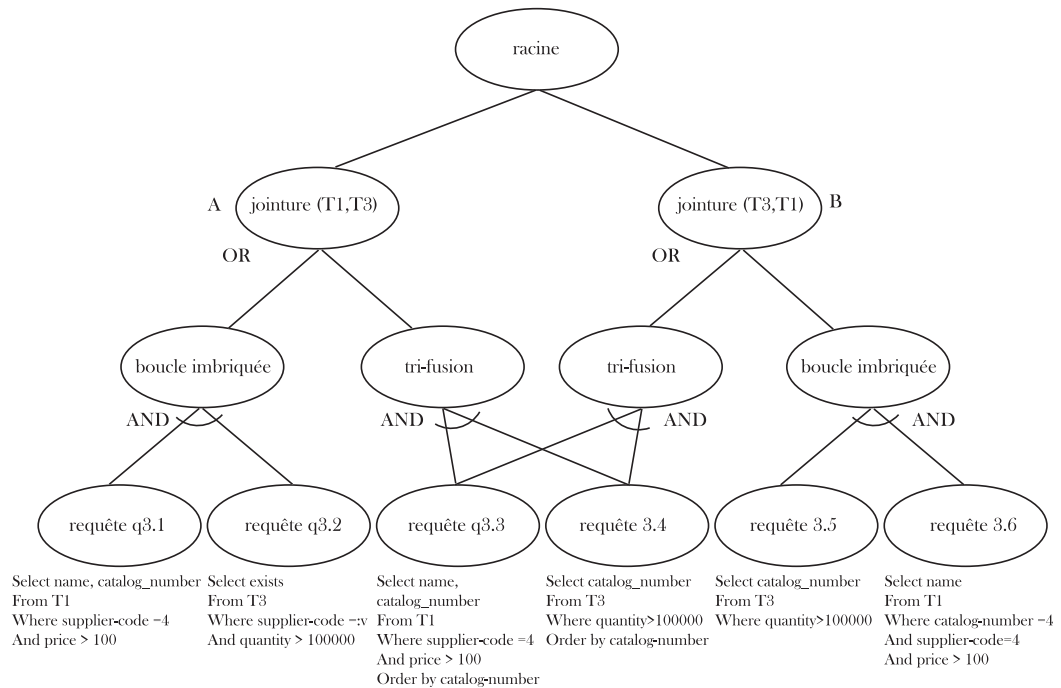 racine
A
jointure (T1,T3)
jointure (T3,T1)
B
OR
OR
boucle imbriquée
tri-fusion
tri-fusion
boucle imbriquée
AND
AND
AND
AND
requête q3.1
requête q3.2
requête q3.3
requête 3.4
requête 3.5
requête 3.6
Select name, catalog_number
From T1
Where supplier-code =4
And price > 100
Select exists
From T3
Where supplier-code =:v
And quantity > 100000
Select name,
catalog_number
From T1
Where supplier-code =4
And price > 100
Order by catalog-number
Select catalog_number
From T3
Where quantity>100000
Order by catalog-number
Select catalog_number
From T3
Where quantity>100000
Select name
From T1
Where catalog-number =4
And supplier-code=4
And price > 100